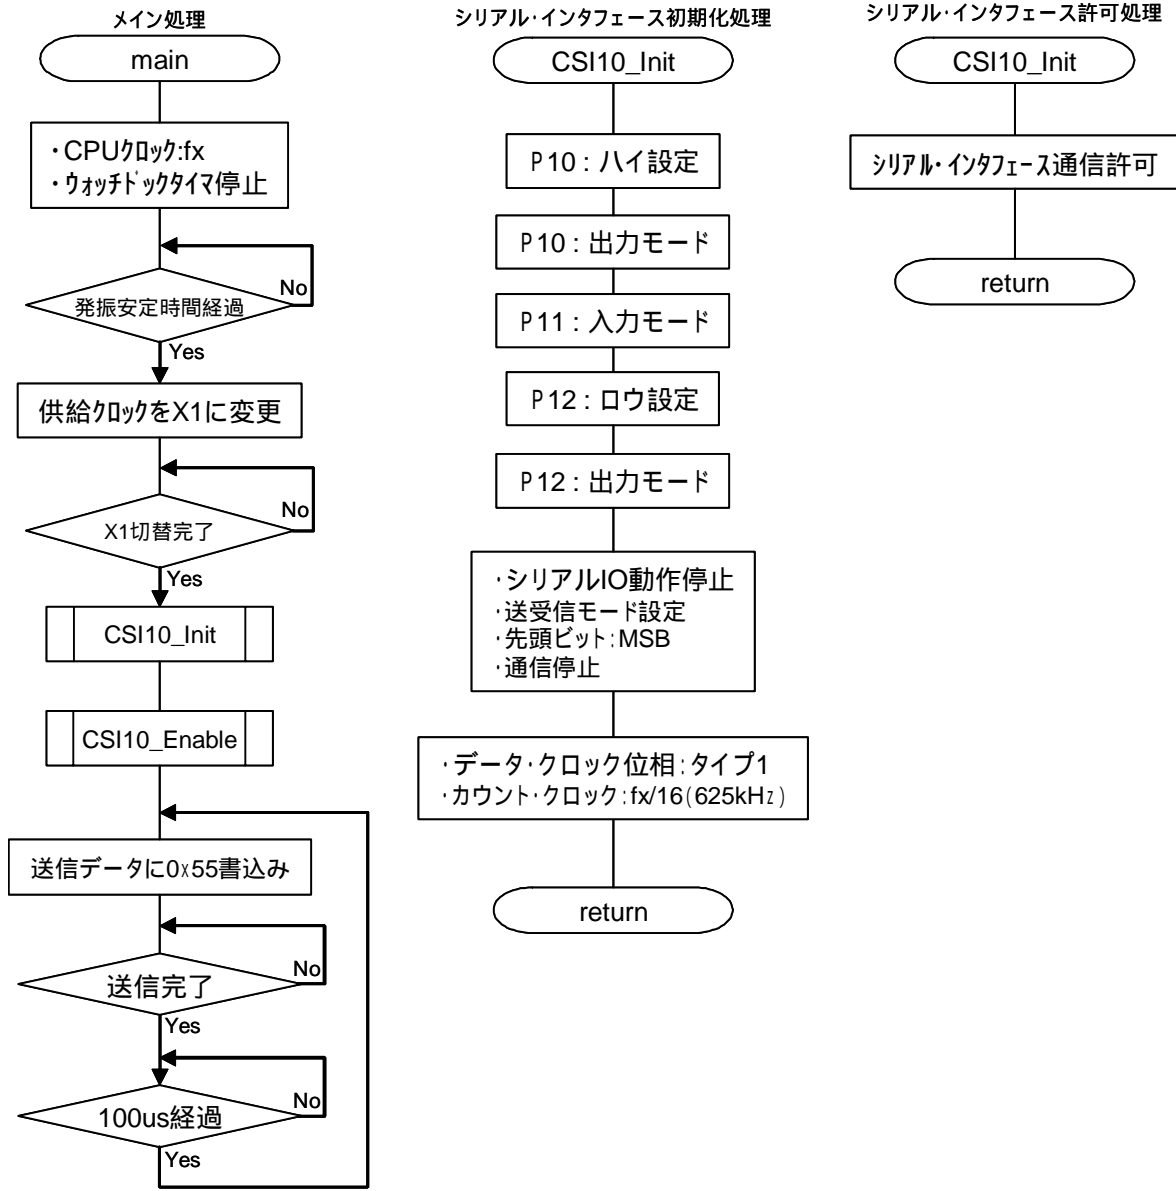 メイン処理
main
・CPUｸﾛｯｸ:fx
・ｳｫｯﾁﾄﾞｯｸﾀｲﾏ停止
発振安定時間経過
No
Yes
供給ｸﾛｯｸをX1に変更
X1切替完了
No
Yes
CSI10_Init
CSI10_Enable
送信データに0x55書込み
送信完了
No
Yes
100us経過
No
Yes
シリアル・インタフェース初期化処理
CSI10_Init
P10：ハイ設定
P10：出力モード
P11：入力モード
P12：ロウ設定
P12：出力モード
・シリアルIO動作停止
・送受信モード設定
・先頭ビット:MSB
・通信停止
・データ・クロック位相:タイプ1
・カウント・クロック:fx/16(625kHz)
return
シリアル・インタフェース許可処理
CSI10_Init
ｼﾘｱﾙ･ｲﾝﾀﾌｪｰｽ通信許可
return